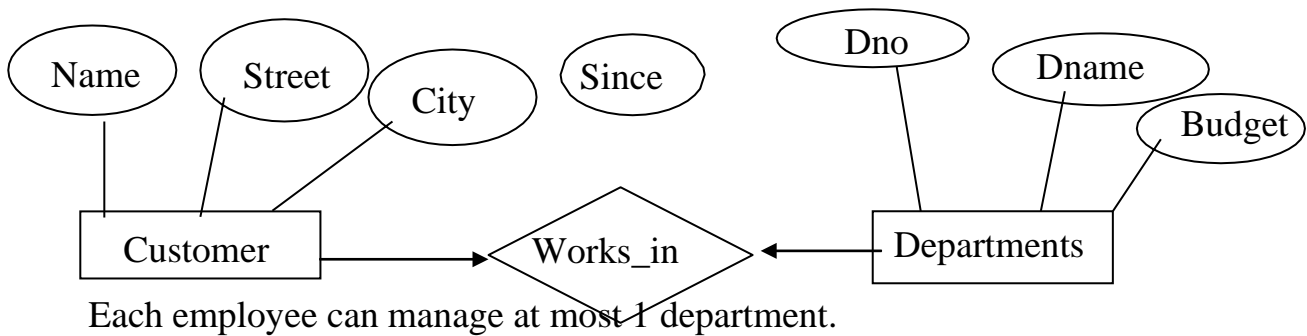 Name
Street
City
Since
Dno
Dname
Budget
Customer
Works_in
Departments
Each employee can manage at most 1 department.